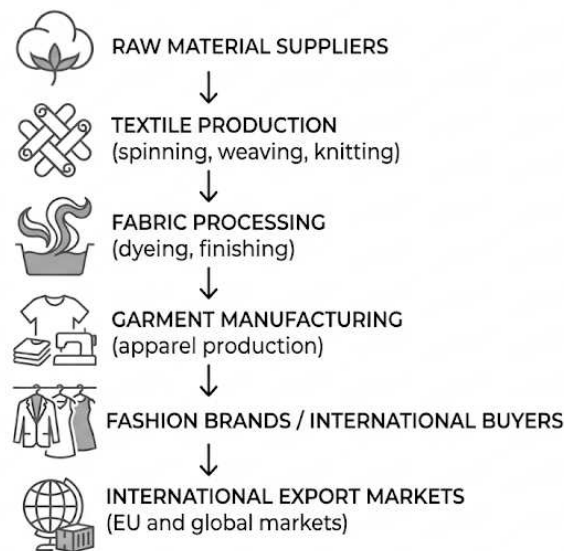 RAW MATERIAL SUPPLIERS
TEXTILE PRODUCTION
(spinning, weaving, knitting)
FABRIC PROCESSING
(dyeing, finishing)
GARMENT MANUFACTURING
(apparel production)
FASHION BRANDS / INTERNATIONAL BUYERS
INTERNATIONAL EXPORT MARKETS
(EU and global markets)